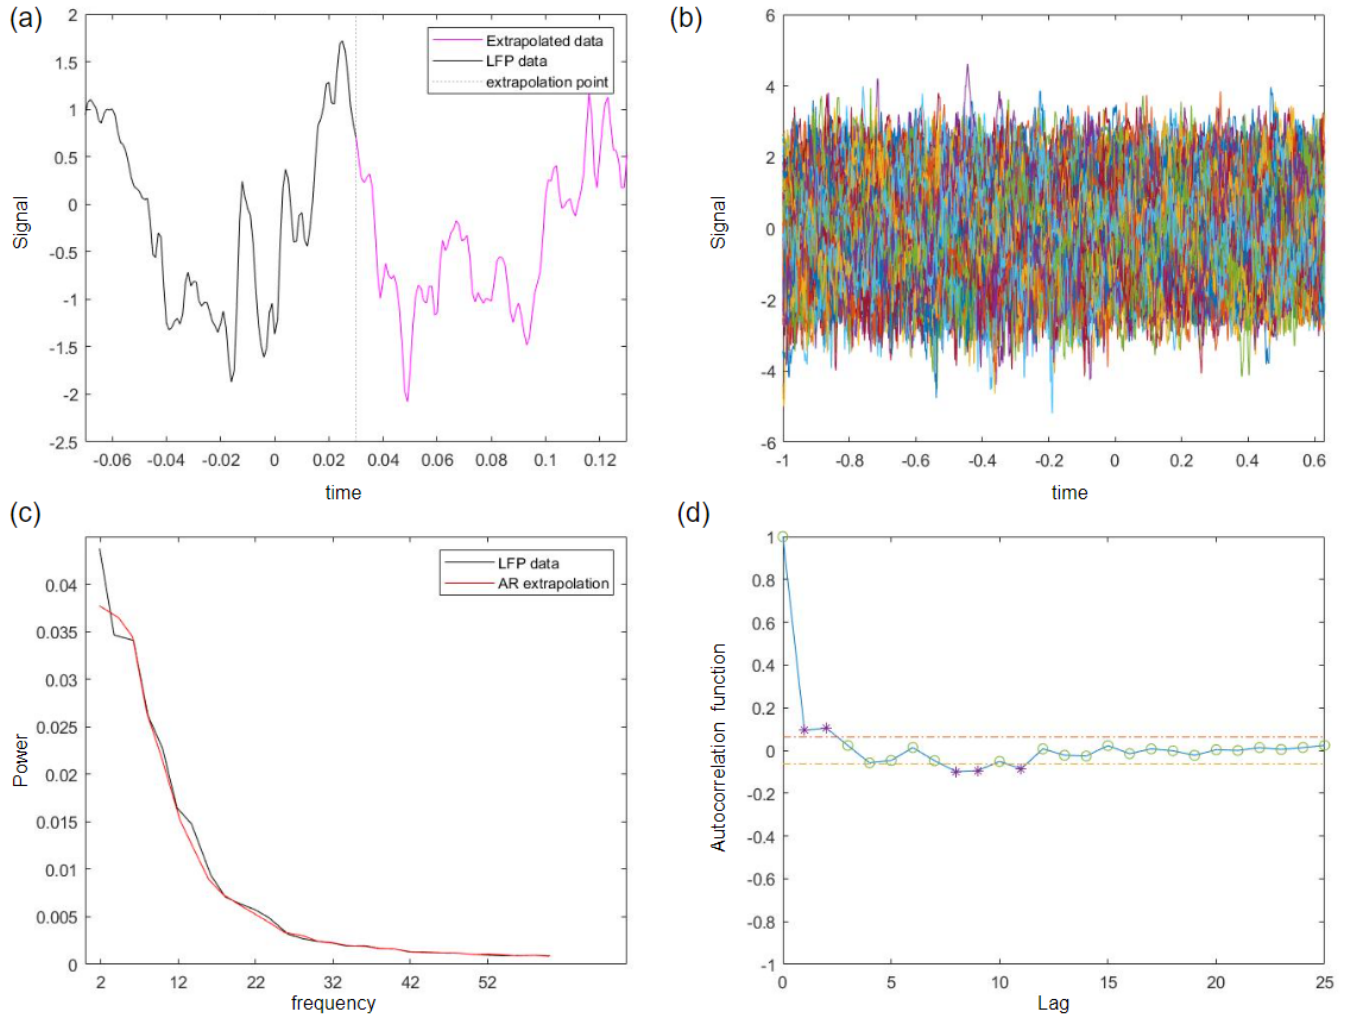 (a)
2
1.5
1
0.5
0
-0.5
-1
-1.5
-2
-2.5
Signal
Extrapolated data
LFP data
extrapolation point
-0.06 -0.04 -0.02 0 0.02 0.04 0.06 0.08 0.1 0.12
time
(b)
6
4
2
0
-2
-4
-6
Signal
-1 -0.8 -0.6 -0.4 -0.2 0 0.2 0.4 0.6
time
(c)
0.04
0.035
0.03
0.025
0.02
0.015
0.01
0.005
0
Power
LFP data
AR extrapolation
2 12 22 32 42 52
frequency
(d)
1
0.8
0.6
0.4
0.2
0
-0.2
-0.4
-0.6
-0.8
-1
Autocorrelation function
0 5 10 15 20 25
Lag